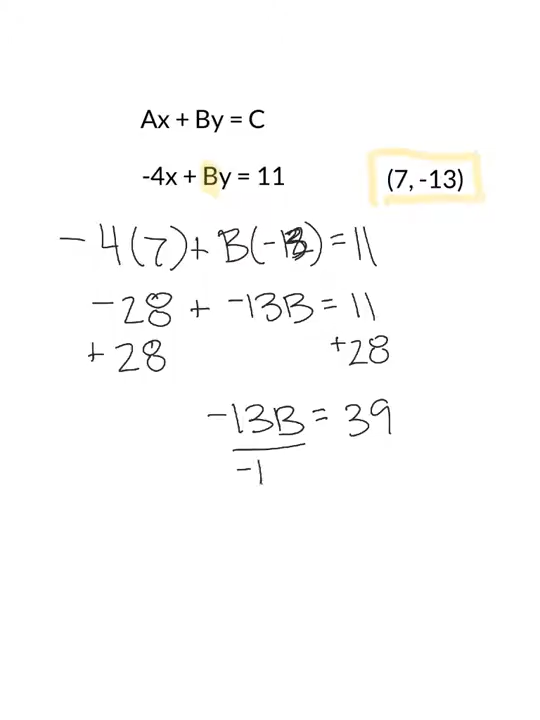 Ax + By = C
-4x + By = 11 (7, -13)
-4(7) + B(-13) = 11
-28 + -13B = 11
+28 +28
-13B = 39
-1